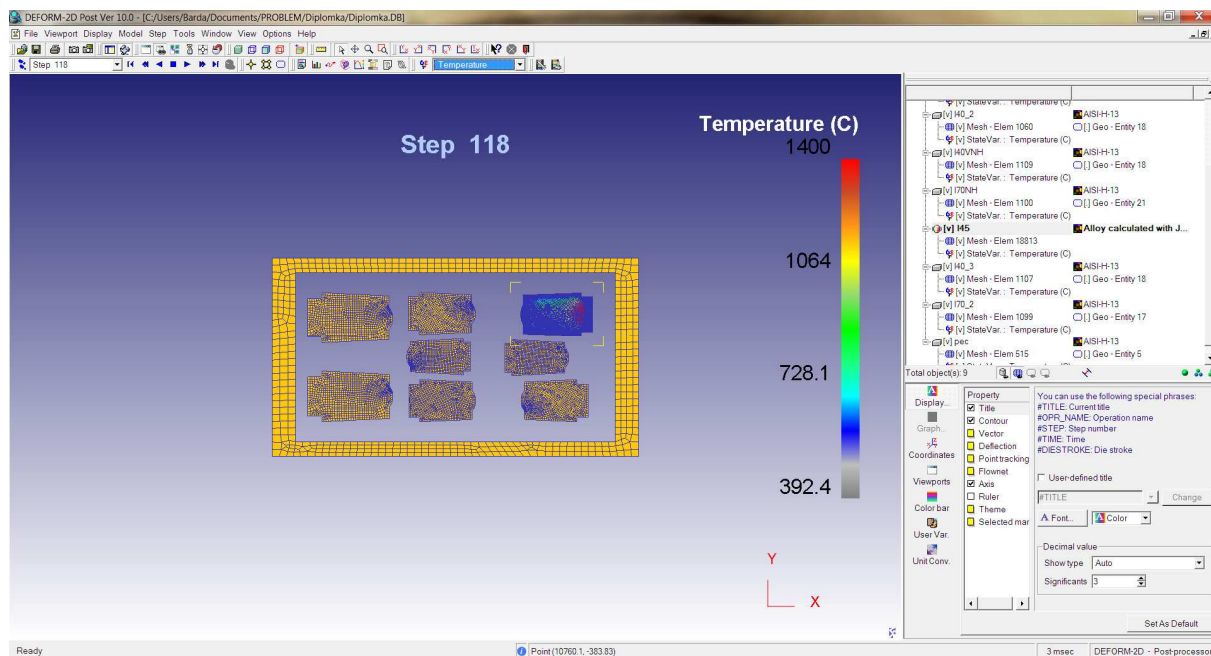 DEFORM-2D Post Ver 10.0 - [C:/Users/Barda/Documents/PROBLEM/Diplomka/Diplomka.DB]
File Viewport Display Model Step Tools Window View Options Help
Step 118
Temperature
Temperature (C)
Step 118
1400
1064
728.1
392.4
Y
X
[v] StateVar. : Temperature (C)
[v] I40_2 AISI-H-13
[v] Mesh - Elem 1060 [.] Geo - Entity 18
[v] StateVar. : Temperature (C)
[v] I40VNH AISI-H-13
[v] Mesh - Elem 1109 [.] Geo - Entity 18
[v] StateVar. : Temperature (C)
[v] I70NH AISI-H-13
[v] Mesh - Elem 1100 [.] Geo - Entity 21
[v] StateVar. : Temperature (C)
[v] I45 Alloy calculated with J...
[v] Mesh - Elem 18813
[v] StateVar. : Temperature (C)
[v] I40_3 AISI-H-13
[v] Mesh - Elem 1107 [.] Geo - Entity 18
[v] StateVar. : Temperature (C)
[v] I70_2 AISI-H-13
[v] Mesh - Elem 1099 [.] Geo - Entity 17
[v] StateVar. : Temperature (C)
[v] pec AISI-H-13
[v] Mesh - Elem 515 [.] Geo - Entity 5
Total object(s): 9
Display...
Graph...
Coordinates
Viewports
Color bar
User Var.
Unit Conv.
Property
Title
Contour
Vector
Deflection
Point tracking
Flownet
Axis
Ruler
Theme
Selected mar
You can use the following special phrases:
#TITLE: Current title
#OPR_NAME: Operation name
#STEP: Step number
#TIME: Time
#DIESTROKE: Die stroke
User-defined title
#TITLE Change
A Font... Color
Decimal value
Show type Auto
Significants 3
Set As Default
Ready Point (10760.1, -383.83) 3 msec DEFORM-2D - Post-processor